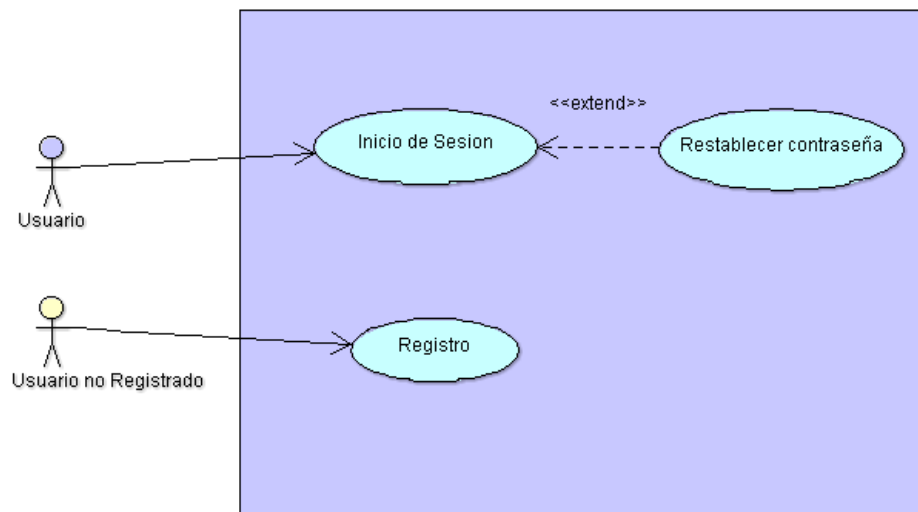 <<extend>>
Inicio de Sesion
Restablecer contraseña
Usuario
Registro
Usuario no Registrado